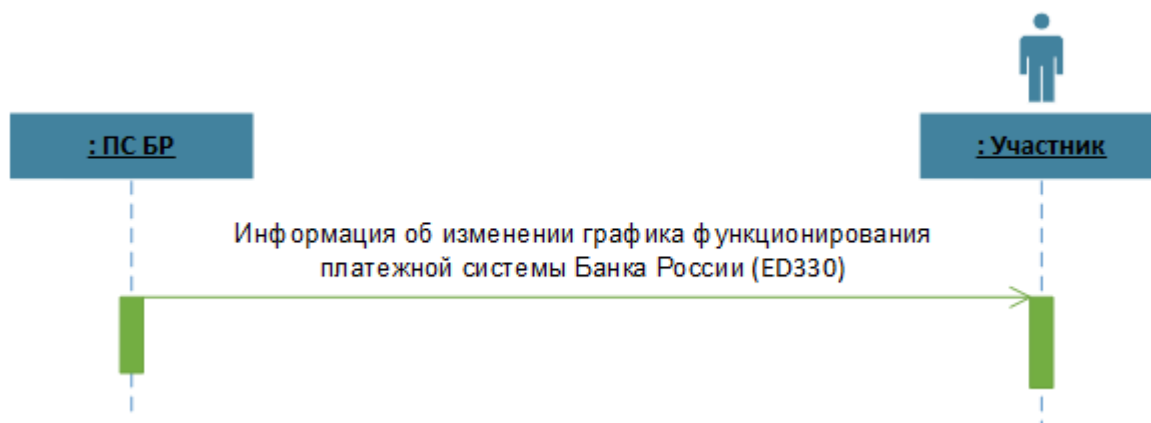 : ПС БР
: Участник
Информация об изменении графика функционирования
платежной системы Банка России (ED330)